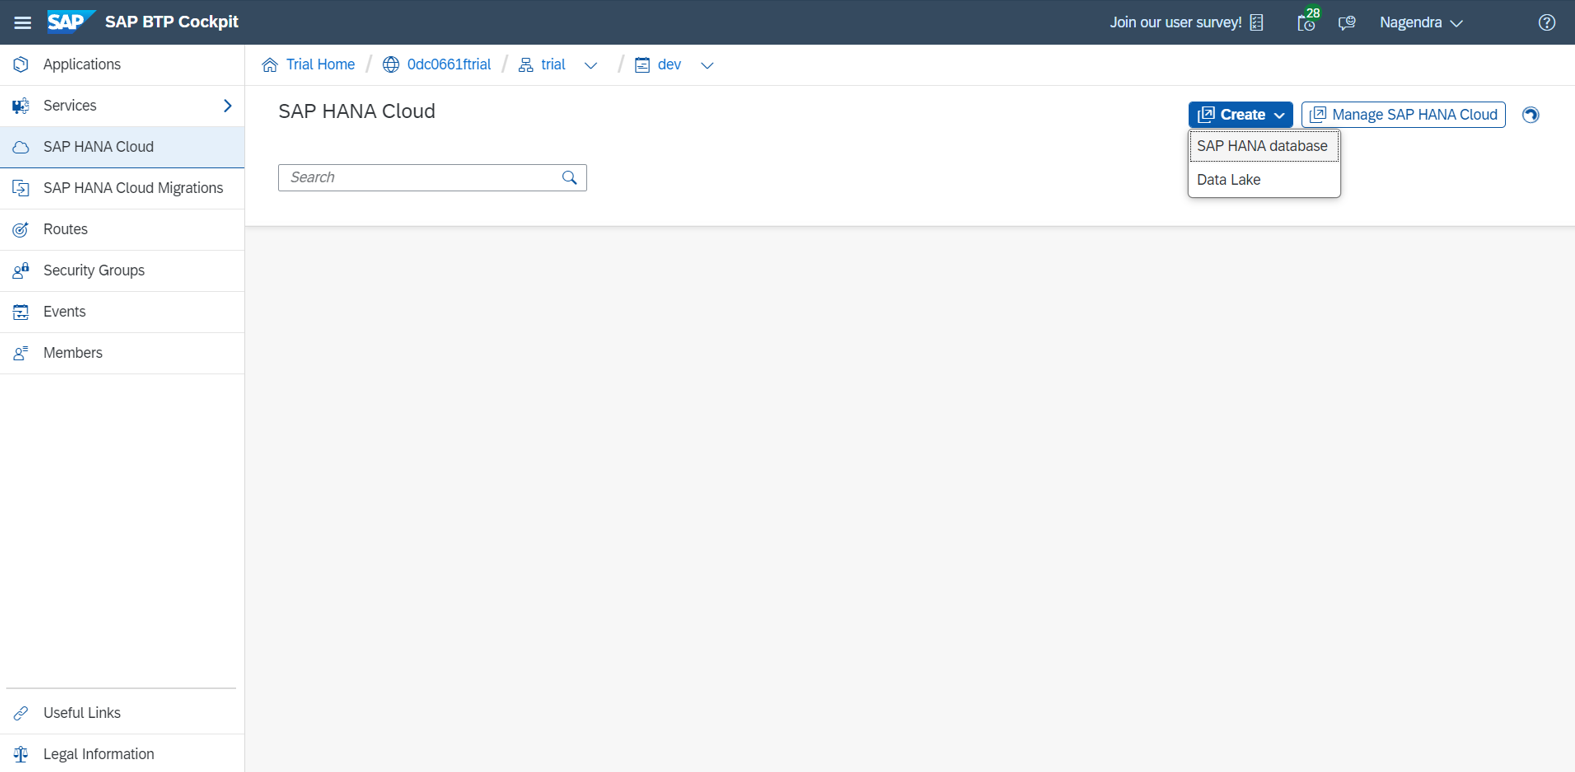 SAP SAP BTP Cockpit
Join our user survey!
28
Nagendra
Applications
Services
SAP HANA Cloud
SAP HANA Cloud Migrations
Routes
Security Groups
Events
Members
Useful Links
Legal Information
Trial Home / 0dc0661ftrial / trial / dev
SAP HANA Cloud
Create
Manage SAP HANA Cloud
SAP HANA database
Data Lake
Search